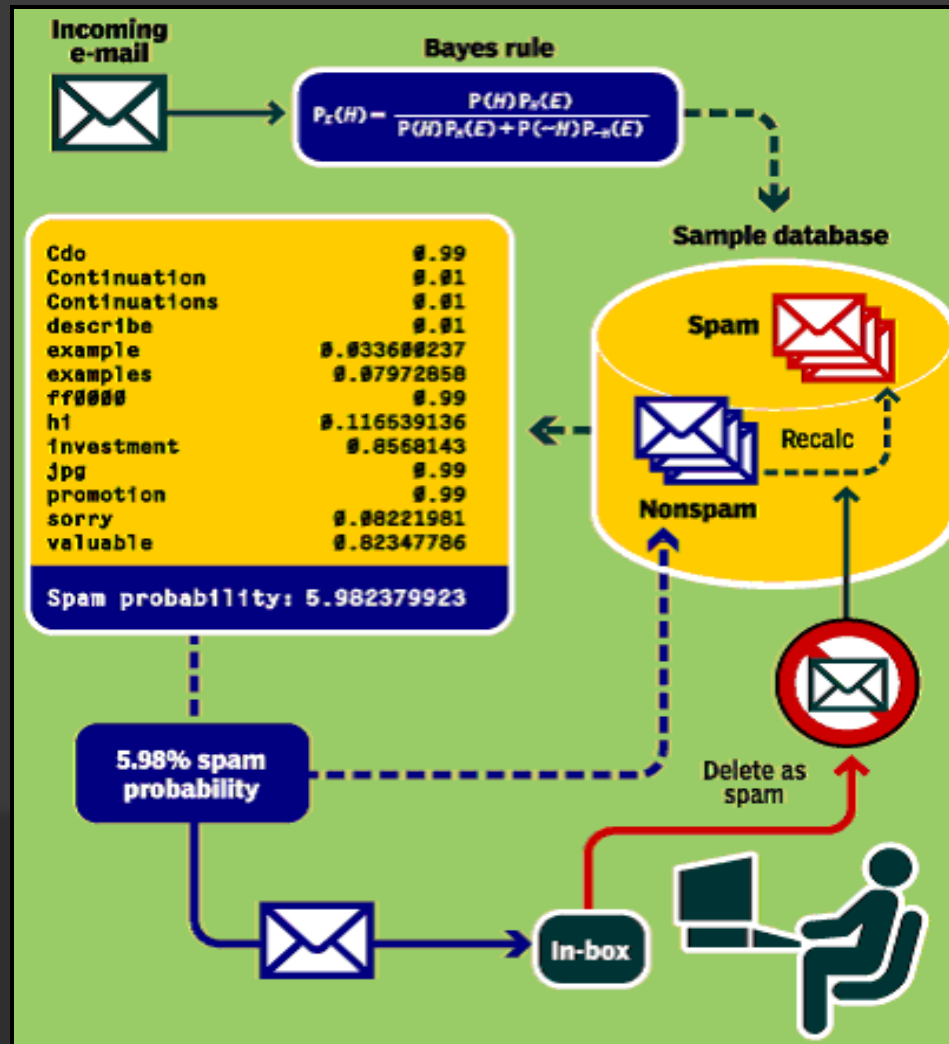 Incoming
e-mail
Bayes rule
P_E(H) = P(H)P_H(E) / P(H)P_H(E) + P(~H)P_~H(E)
Sample database
Spam
Recalc
Nonspam
Cdo 0.99
Continuation 0.01
Continuations 0.01
describe 0.01
example 0.033600237
examples 0.07972858
ff0000 0.99
hi 0.116539136
investment 0.8568143
jpg 0.99
promotion 0.99
sorry 0.08221981
valuable 0.82347786
Spam probability: 5.982379923
5.98% spam
probability
Delete as
spam
In-box